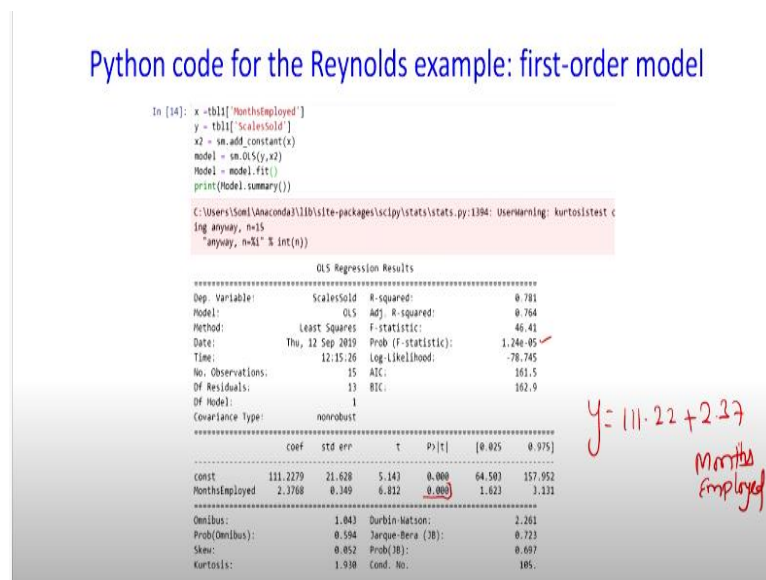 Python code for the Reynolds example: first-order model
In [14]: x =tbl1['MonthsEmployed']
y = tbl1['ScalesSold']
x2 = sm.add_constant(x)
model = sm.OLS(y,x2)
Model = model.fit()
print(Model.summary())
C:\Users\Somi\Anaconda3\lib\site-packages\scipy\stats\stats.py:1394: UserWarning: kurtosistest c
ing anyway, n=15
"anyway, n=%i" % int(n))
OLS Regression Results
Dep. Variable: ScalesSold R-squared: 0.781
Model: OLS Adj. R-squared: 0.764
Method: Least Squares F-statistic: 46.41
Date: Thu, 12 Sep 2019 Prob (F-statistic): 1.24e-05
Time: 12:15:26 Log-Likelihood: -78.745
No. Observations: 15 AIC: 161.5
Df Residuals: 13 BIC: 162.9
Df Model: 1
Covariance Type: nonrobust
coef std err t P>|t| [0.025 0.975]
const 111.2279 21.628 5.143 0.000 64.503 157.952
MonthsEmployed 2.3768 0.349 6.812 0.000 1.623 3.131
Omnibus: 1.043 Durbin-Watson: 2.261
Prob(Omnibus): 0.594 Jarque-Bera (JB): 0.723
Skew: 0.052 Prob(JB): 0.697
Kurtosis: 1.930 Cond. No. 105.
y = 111.22 + 2.37
Months
Employed